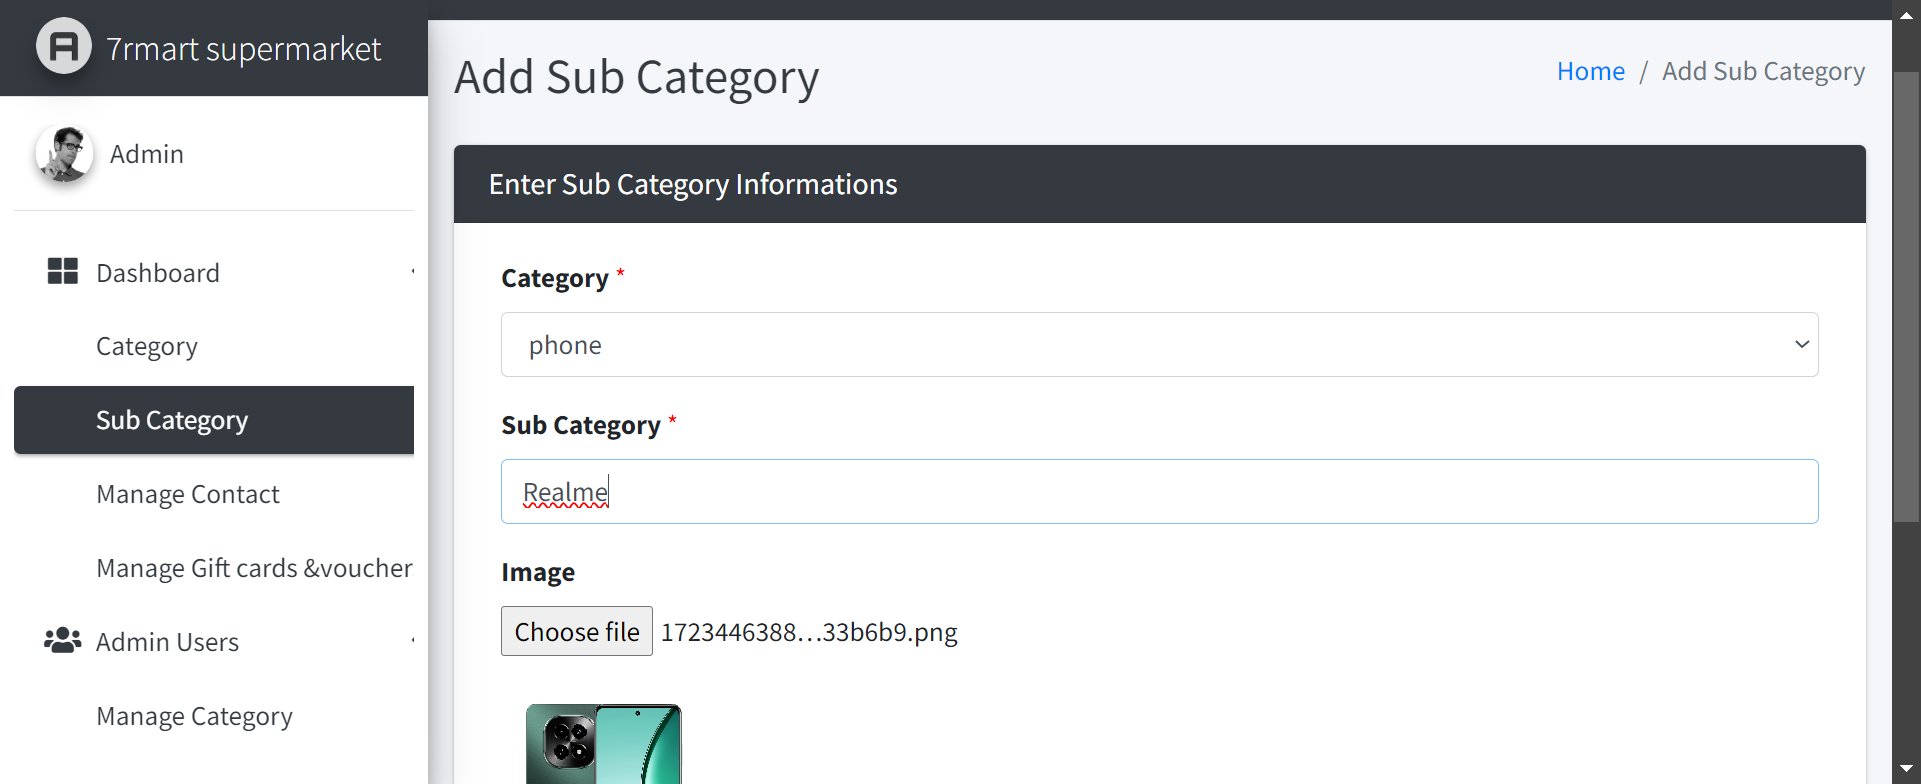 7rmart supermarket
Admin
Dashboard
Category
Sub Category
Manage Contact
Manage Gift cards &voucher
Admin Users
Manage Category
Add Sub Category
Home / Add Sub Category
Enter Sub Category Informations
Category *
phone
Sub Category *
Realme
Image
Choose file 1723446388...33b6b9.png